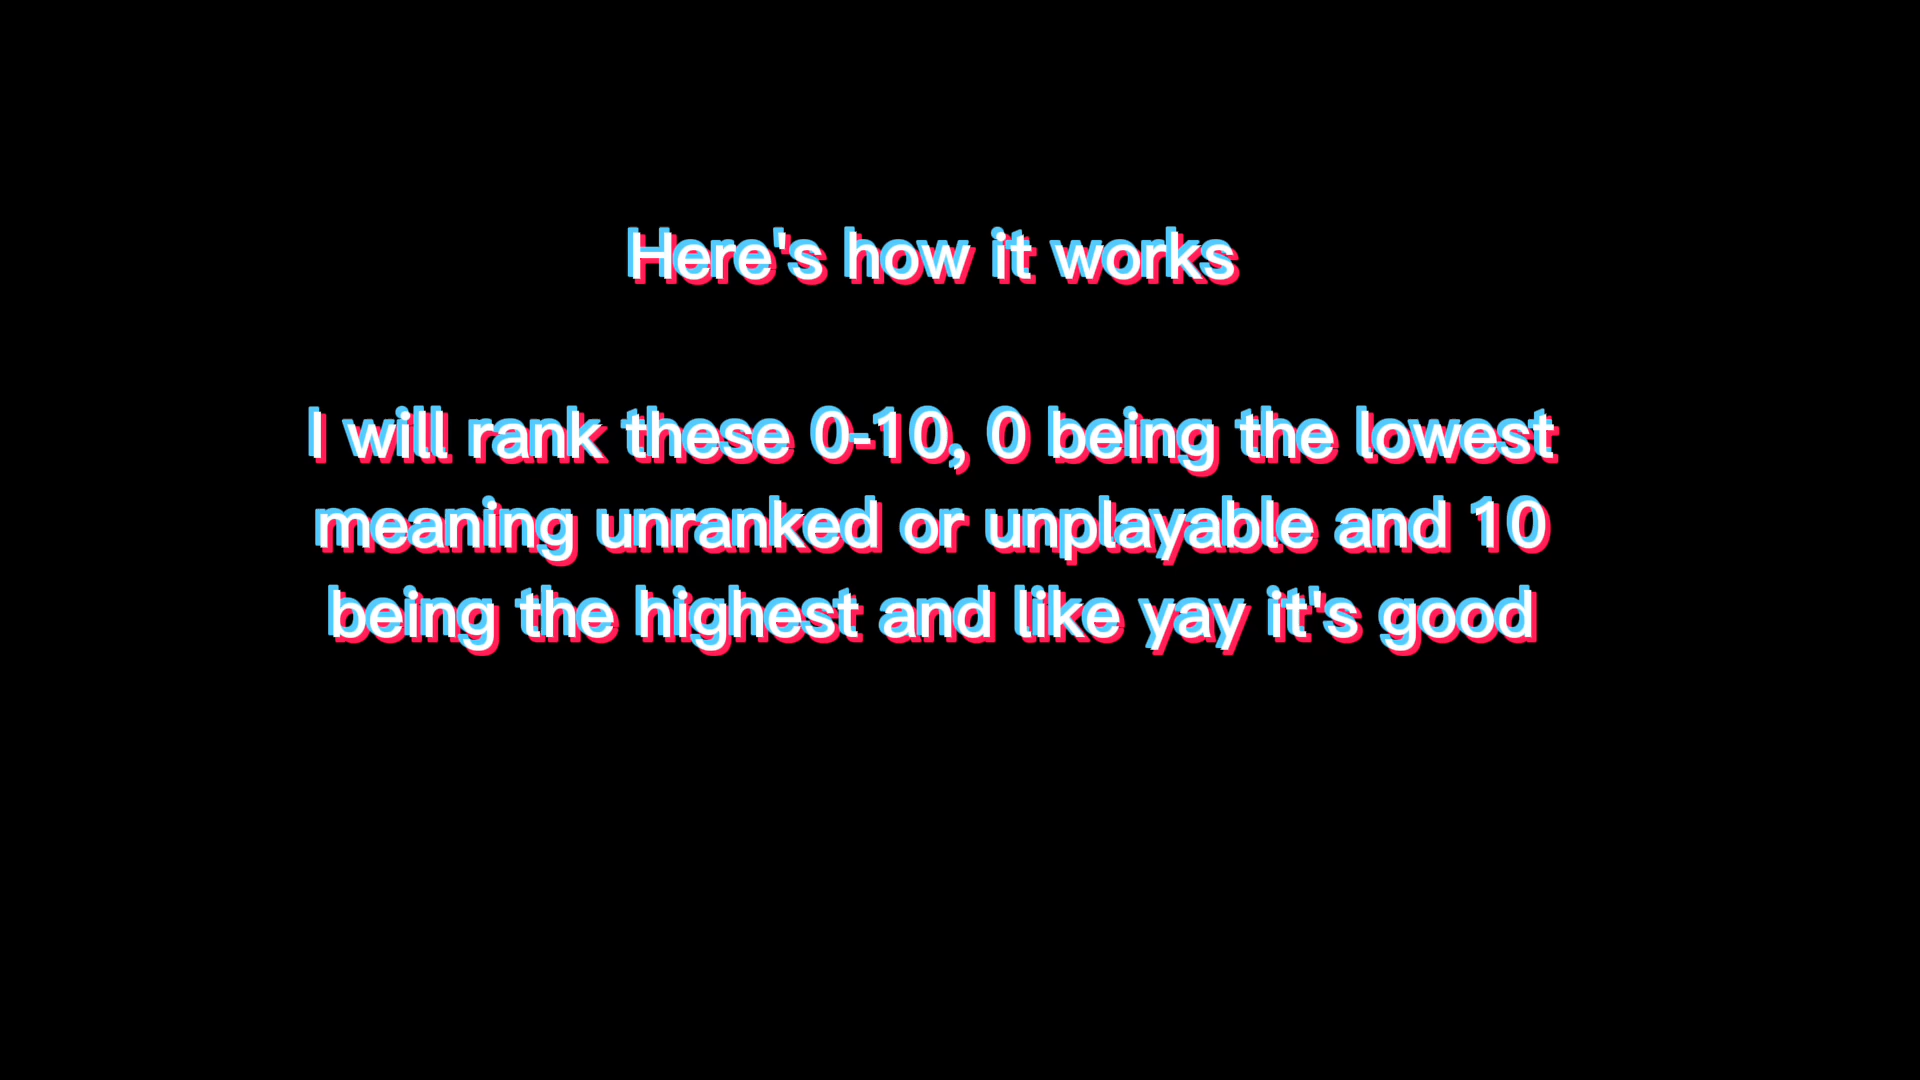 Here's how it works
I will rank these 0-10, 0 being the lowest
meaning unranked or unplayable and 10
being the highest and like yay it's good